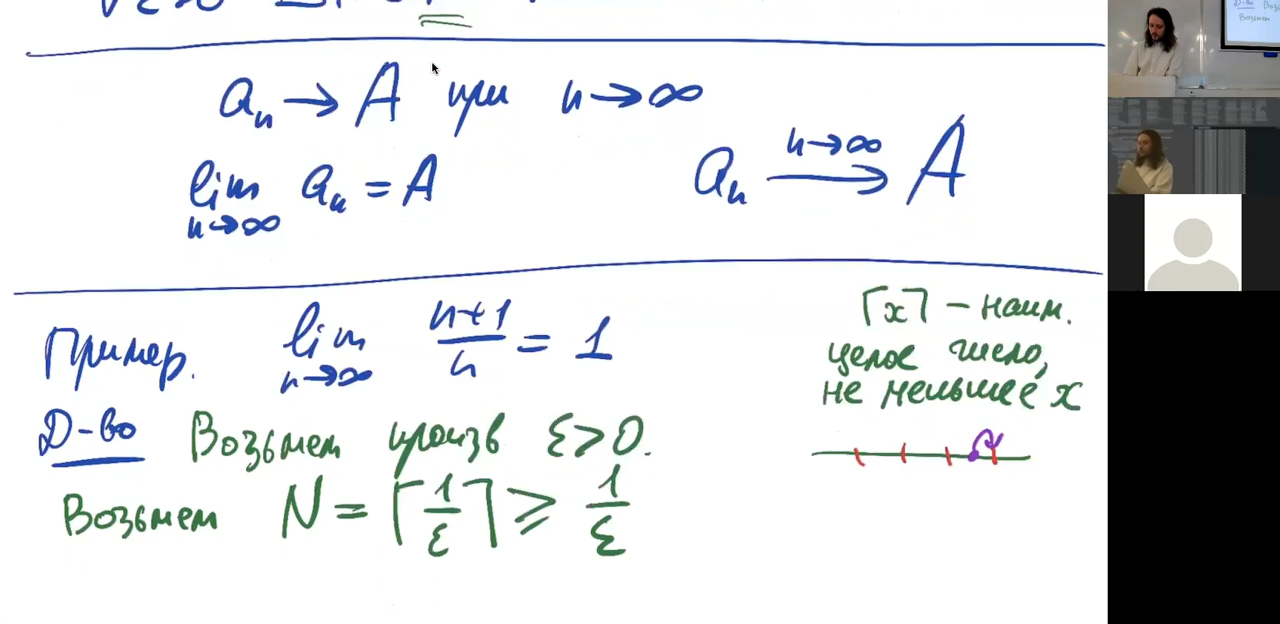 aₙ → A при n → ∞
lim aₙ = A
n→∞
aₙ →(n→∞) A
Пример. lim (n→∞) (n+1)/n = 1
⌈x⌉ – наим.
целое число,
не меньшее x
Д-во Возьмем произв ε>0.
Возьмем N = ⌈1/ε⌉ ⩾ 1/ε